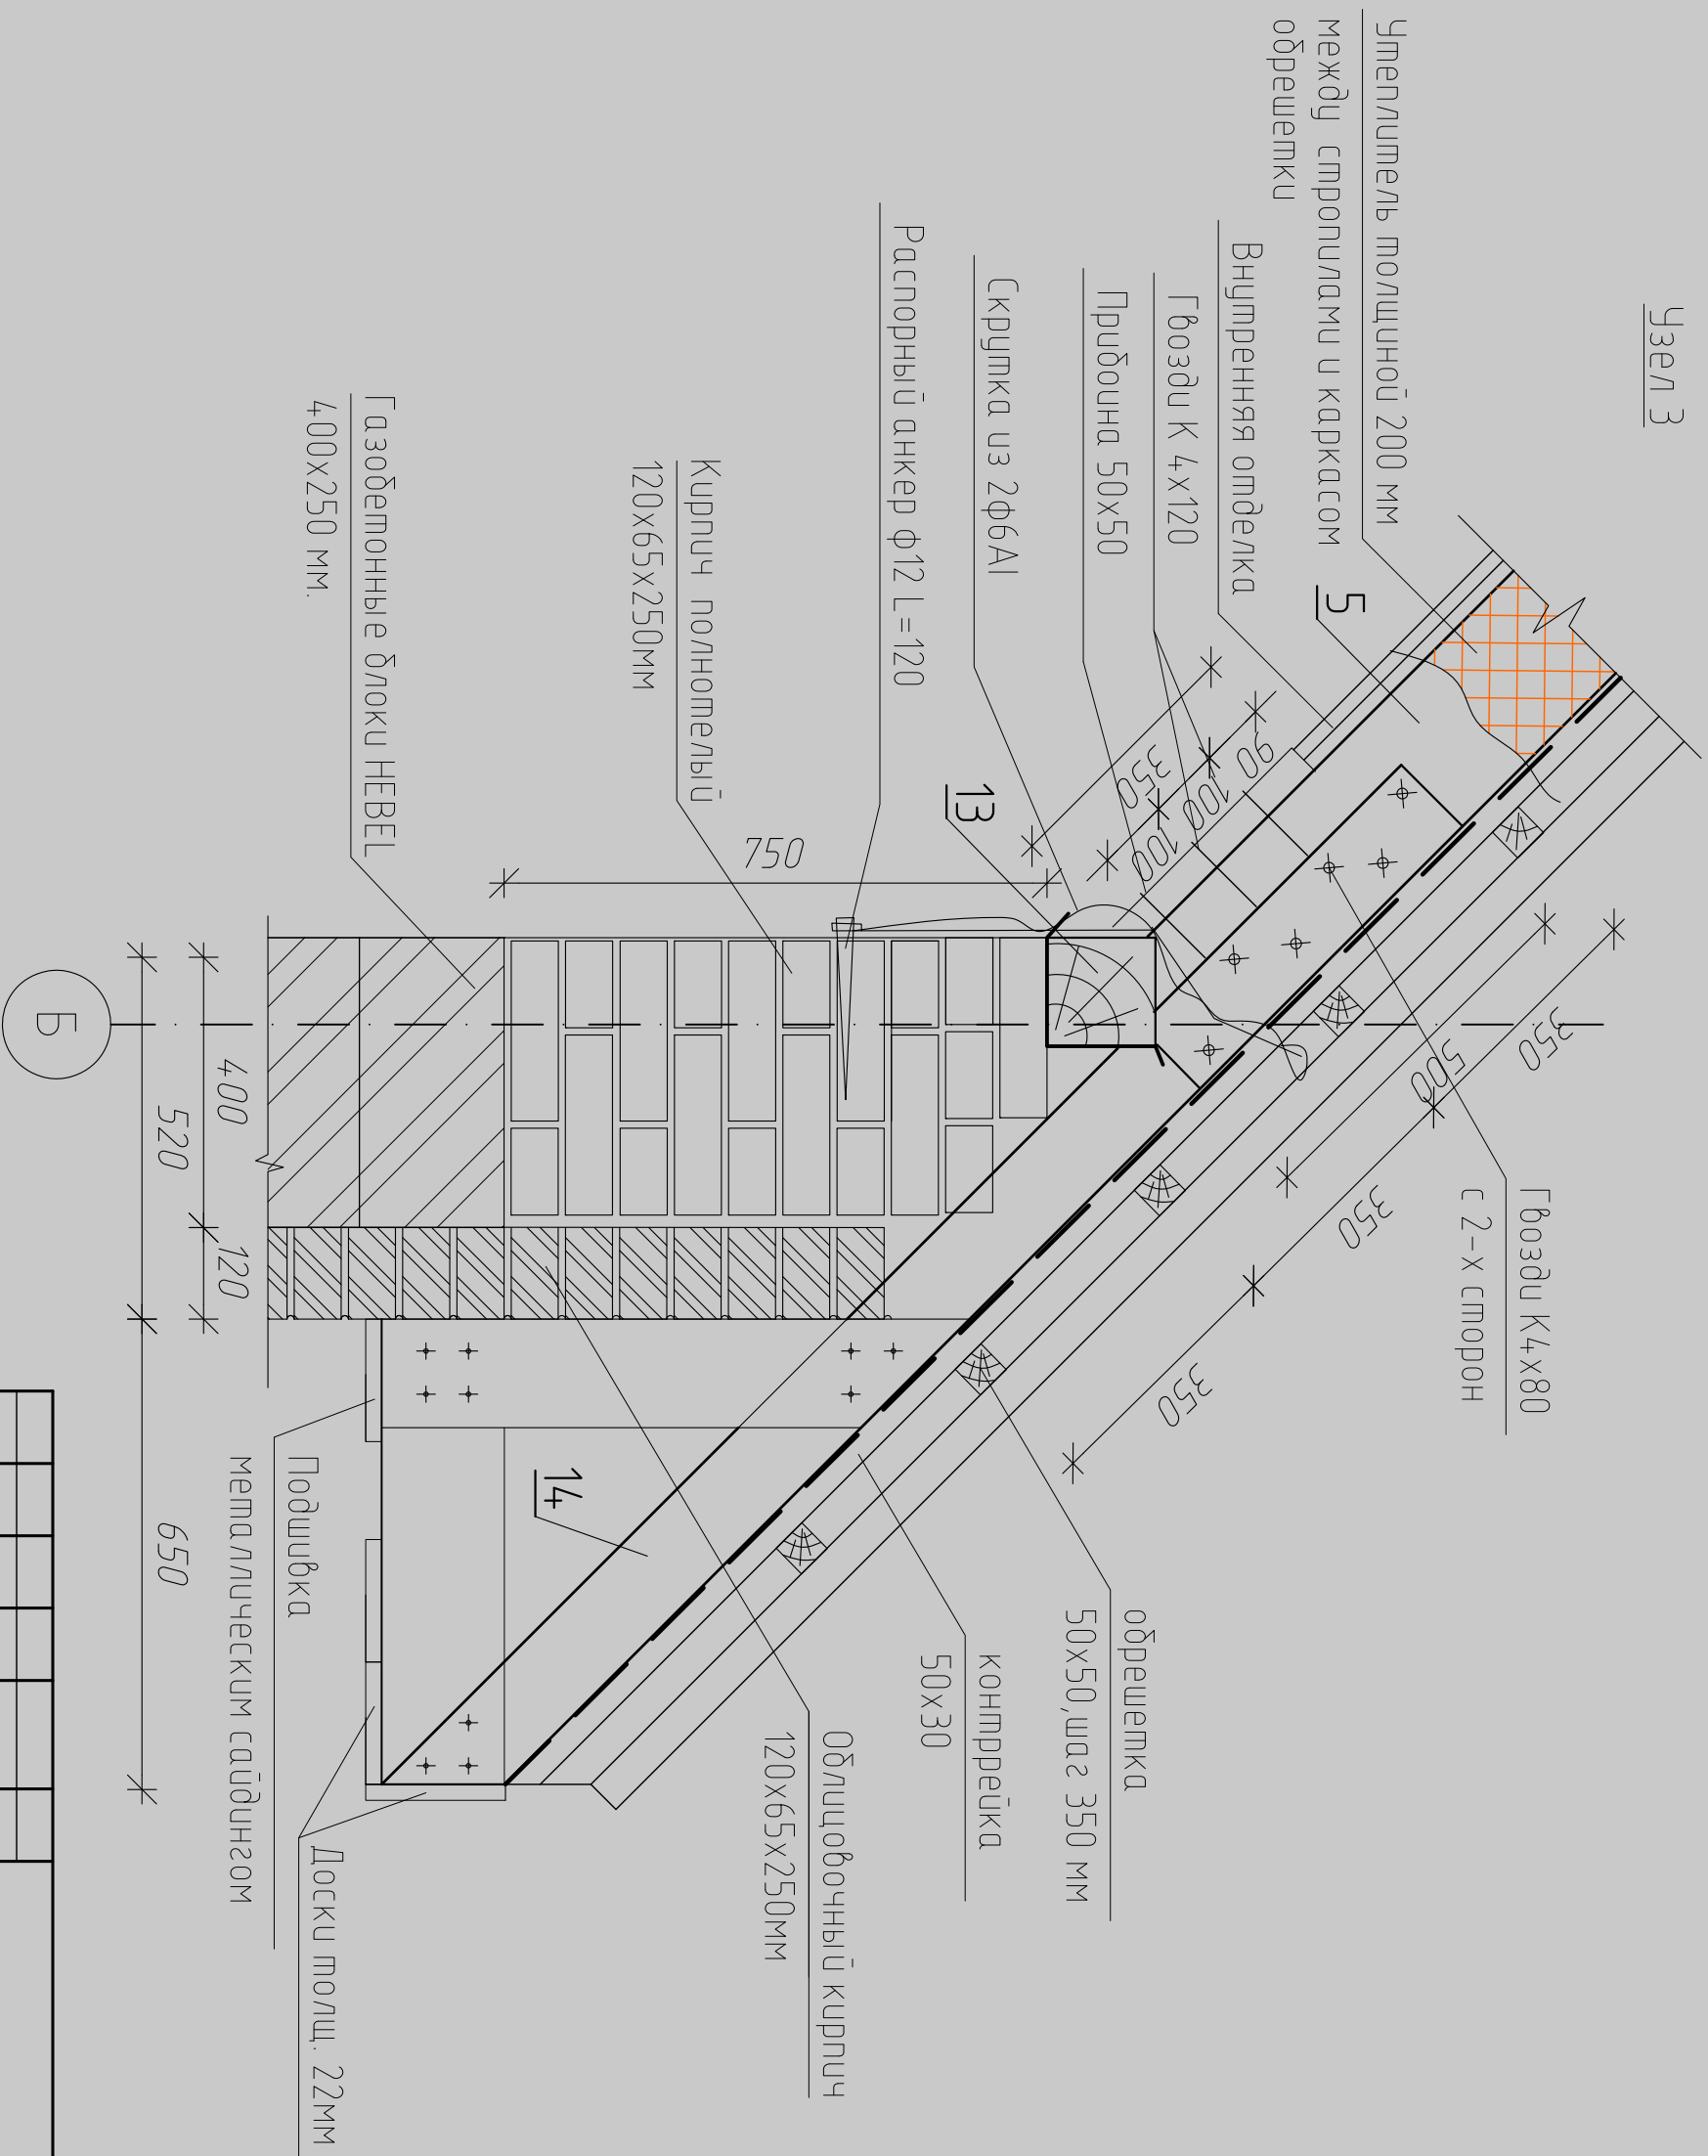 Узел 3
Утеплитель толщиной 200 мм
между стропилами и каркасом
обрешетки
Внутренняя отделка
Гвозди К 4х120
Прибоина 50х50
Скрутка из 2ф6АI
Распорный анкер ф12 L=120
Кирпич полнотелый
120х65х250мм
Газобетонные блоки HEBEL
400х250 мм.
5
13
90
100
100
350
750
350
500
350
350
Гвозди К4х80
с 2-х сторон
обрешетка
50х50,шаг 350 мм
контррейка
50х30
Облицовочный кирпич
120х65х250мм
14
Подшивка
металлическим сайдингом
Доски толщ. 22мм
400
120
520
650
Б